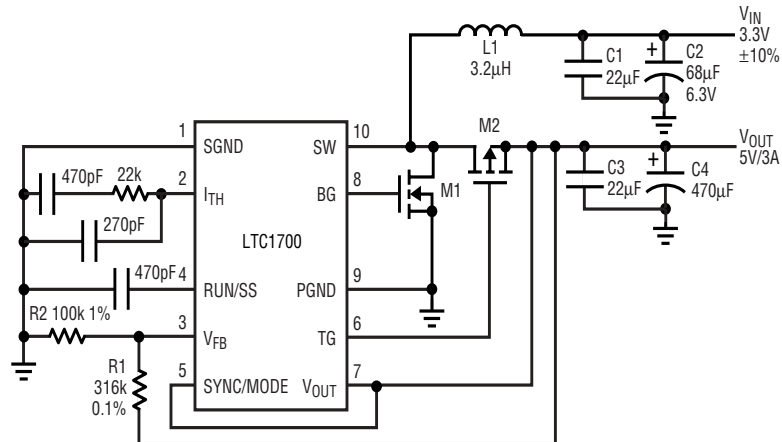 VIN
3.3V
±10%
L1
3.2µH
C1
22µF
+
C2
68µF
6.3V
1
SGND
SW
10
M2
VOUT
5V/3A
470pF
22k
2
ITH
BG
8
M1
C3
22µF
+
C4
470µF
270pF
LTC1700
470pF
4
RUN/SS
PGND
9
R2 100k 1%
3
VFB
TG
6
R1
316k
0.1%
5
SYNC/MODE
VOUT
7